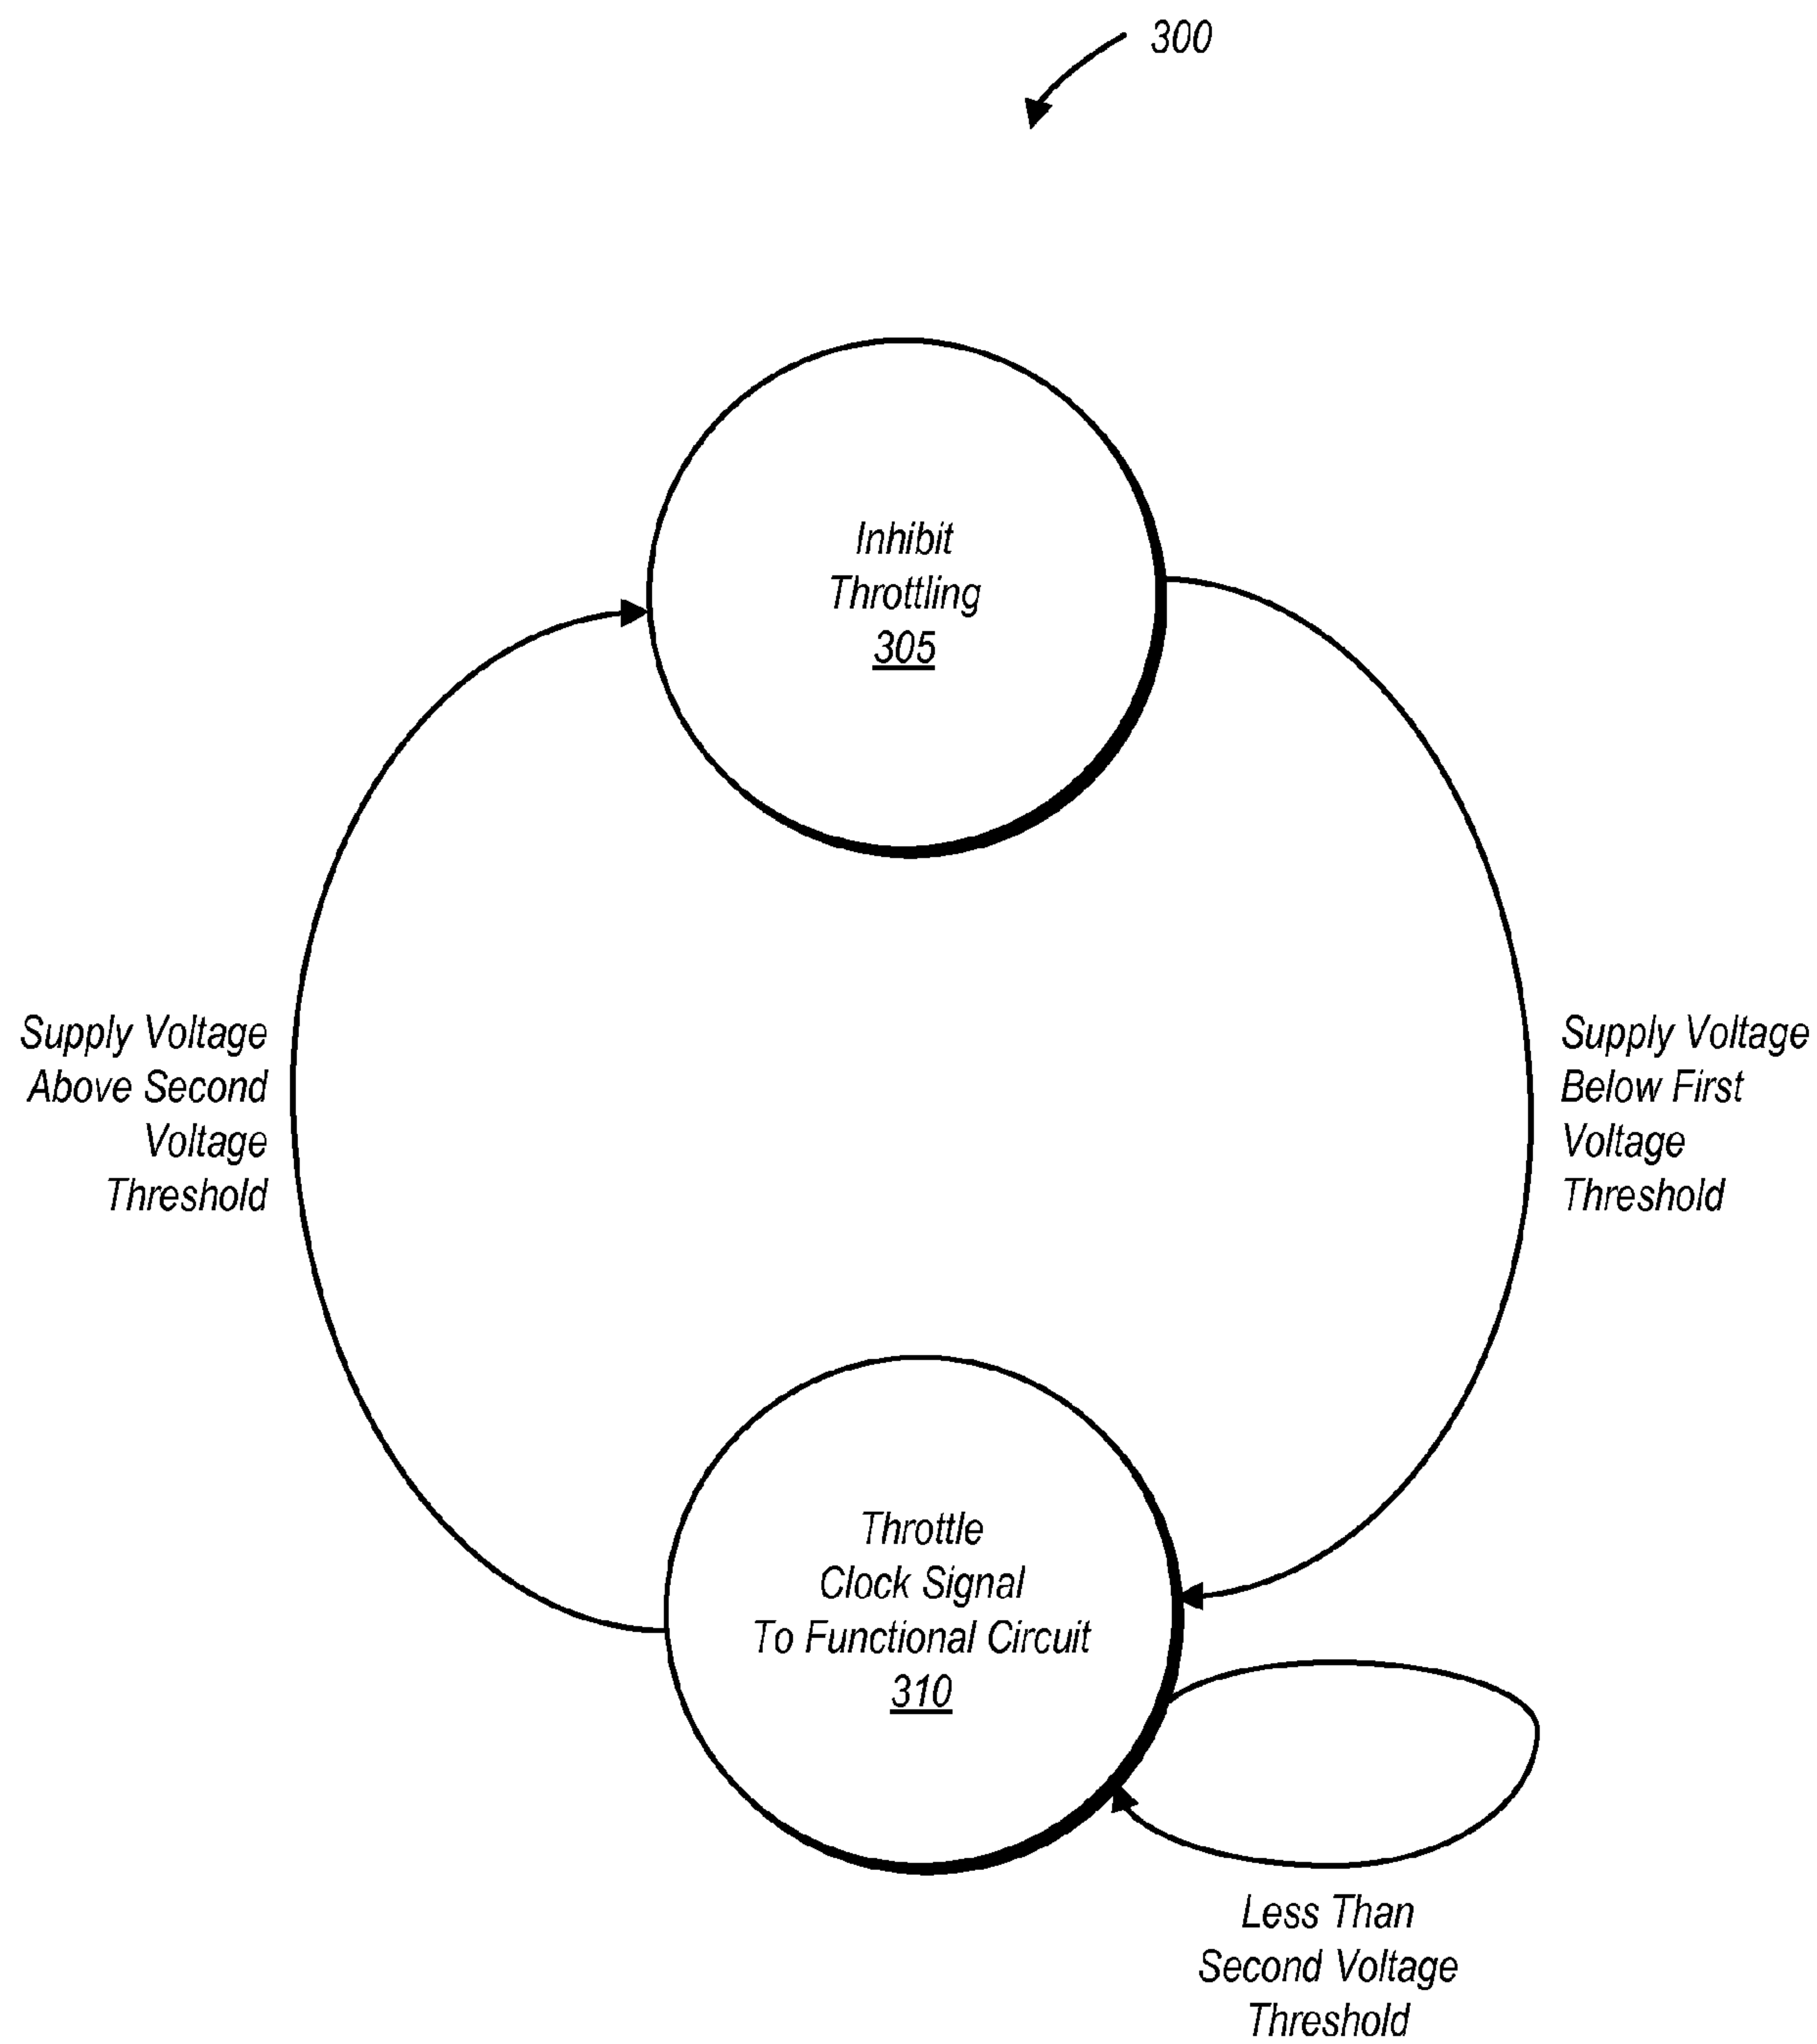 300
Inhibit
Throttling
305
Supply Voltage
Above Second
Voltage
Threshold
Supply Voltage
Below First
Voltage
Threshold
Throttle
Clock Signal
To Functional Circuit
310
Less Than
Second Voltage
Threshold